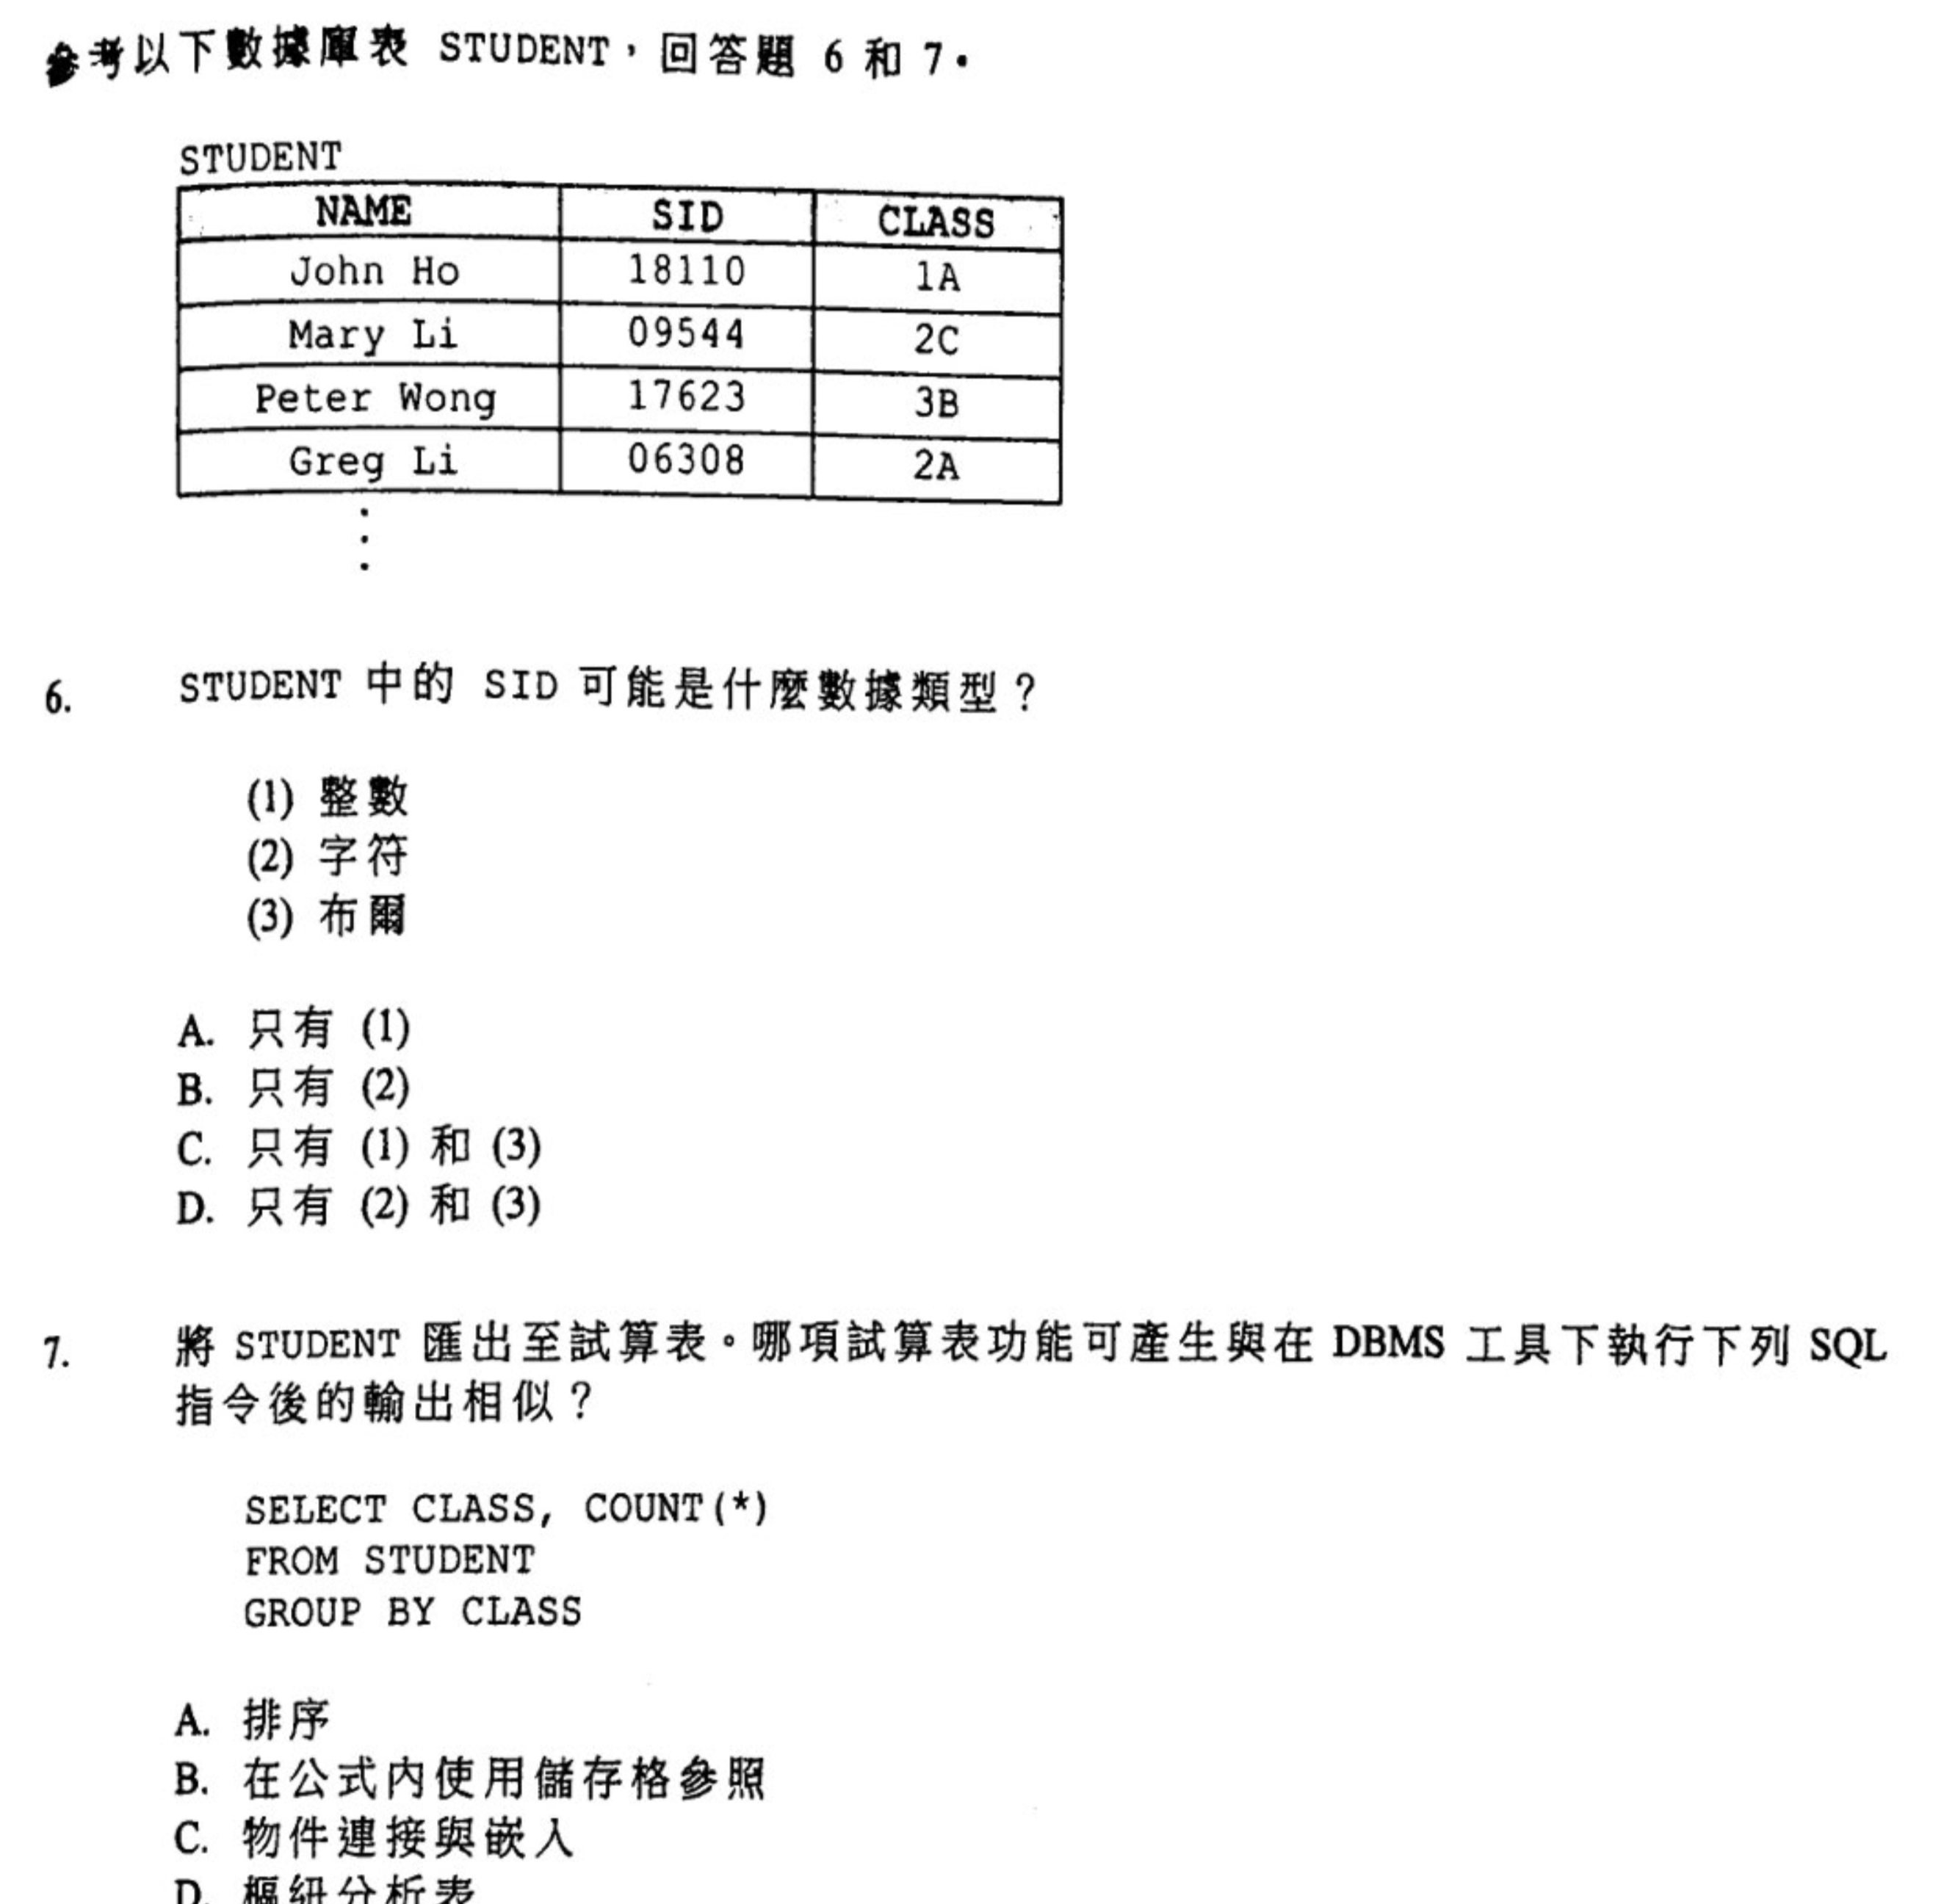 參考以下數據庫表 STUDENT，回答題 6 和 7。
STUDENT
NAME SID CLASS
John Ho 18110 1A
Mary Li 09544 2C
Peter Wong 17623 3B
Greg Li 06308 2A
6. STUDENT 中的 SID 可能是什麼數據類型？
(1) 整數
(2) 字符
(3) 布爾
A. 只有 (1)
B. 只有 (2)
C. 只有 (1) 和 (3)
D. 只有 (2) 和 (3)
7. 將 STUDENT 匯出至試算表。哪項試算表功能可產生與在 DBMS 工具下執行下列 SQL
指令後的輸出相似？
SELECT CLASS, COUNT(*)
FROM STUDENT
GROUP BY CLASS
A. 排序
B. 在公式內使用儲存格參照
C. 物件連接與嵌入
D. 樞紐分析表